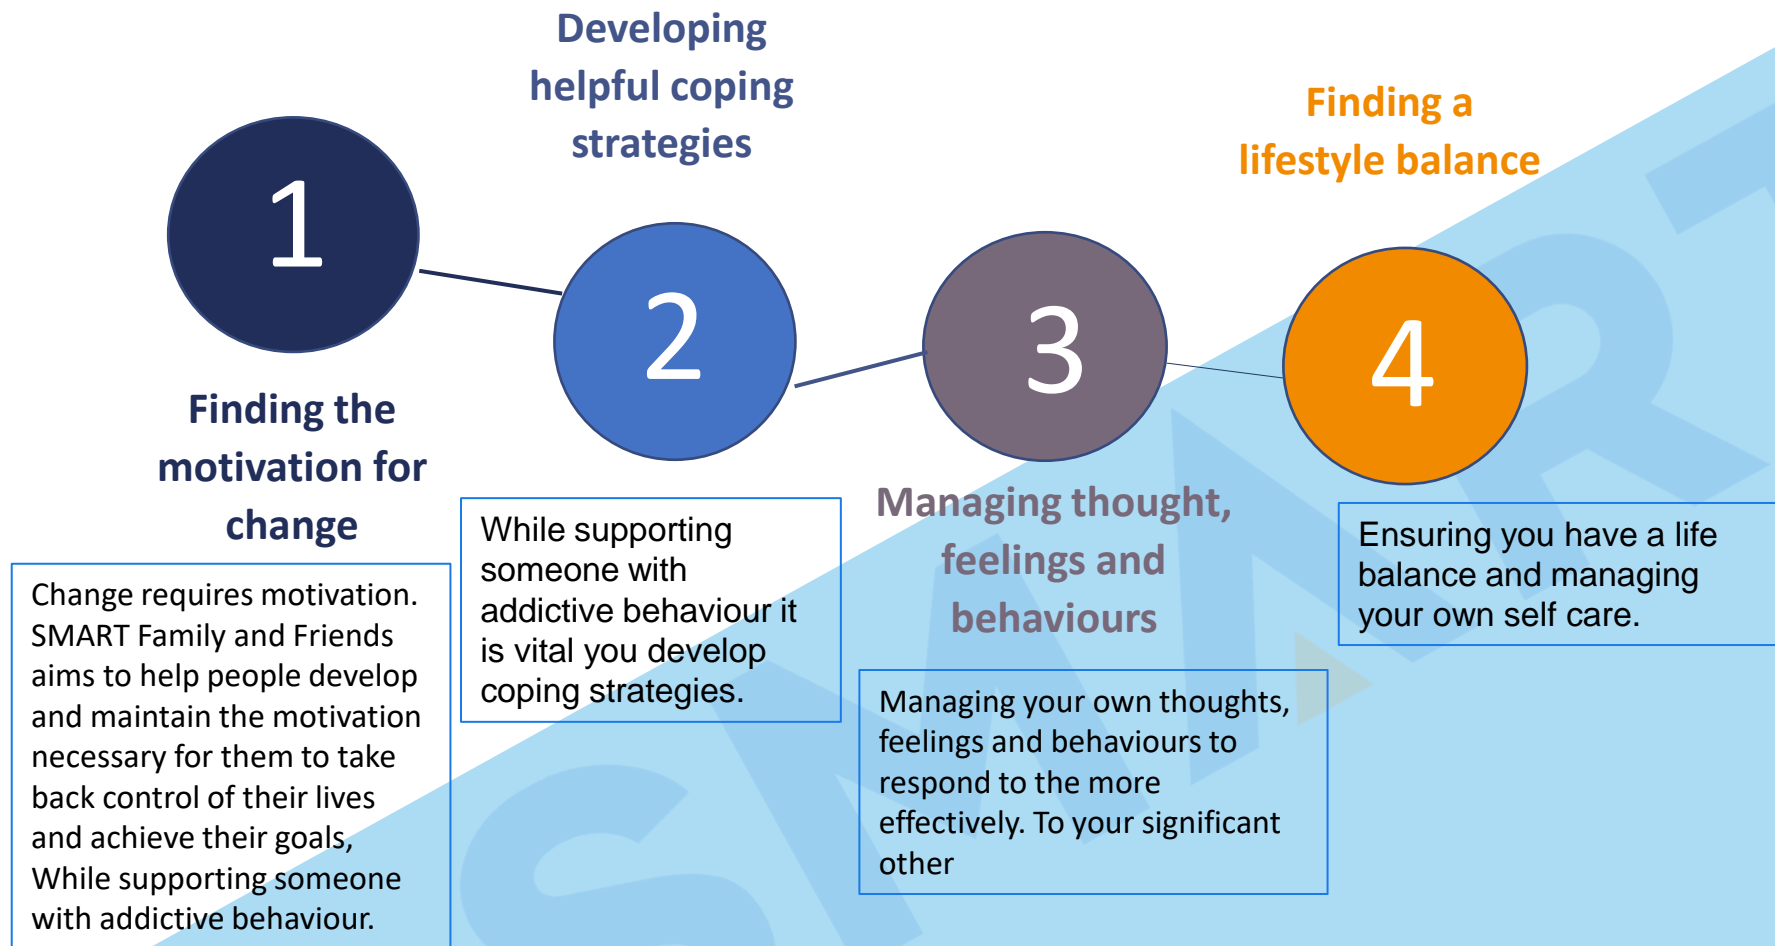 1
Finding the
motivation for
change
Change requires motivation.
SMART Family and Friends
aims to help people develop
and maintain the motivation
necessary for them to take
back control of their lives
and achieve their goals,
While supporting someone
with addictive behaviour.
Developing
helpful coping
strategies
2
While supporting
someone with
addictive behaviour it
is vital you develop
coping strategies.
3
Managing thought,
feelings and
behaviours
Managing your own thoughts,
feelings and behaviours to
respond to the more
effectively. To your significant
other
Finding a
lifestyle balance
4
Ensuring you have a life
balance and managing
your own self care.
SMART